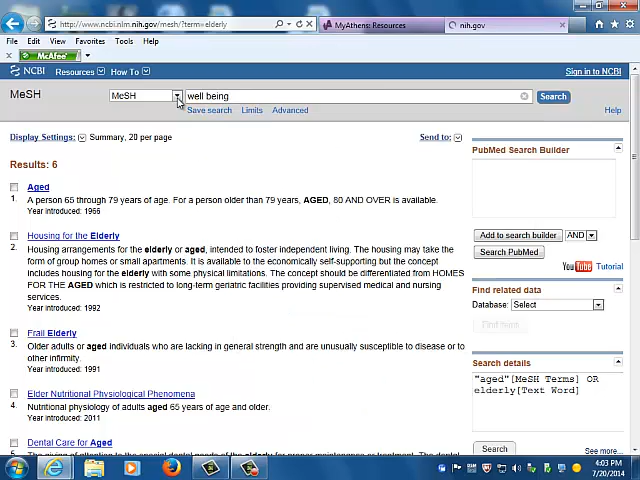 http://www.ncbi.nlm.nih.gov/mesh/?term=elderly
MyAthens: Resources
nih.gov
File Edit View Favorites Tools Help
McAfee
NCBI Resources How To Sign in to NCBI
MeSH MeSH well being Search
Save search Limits Advanced Help
Display Settings: Summary, 20 per page Send to:
Results: 6
1. Aged
A person 65 through 79 years of age. For a person older than 79 years, AGED, 80 AND OVER is available.
Year introduced: 1966
2. Housing for the Elderly
Housing arrangements for the elderly or aged, intended to foster independent living. The housing may take the
form of group homes or small apartments. It is available to the economically self-supporting but the concept
includes housing for the elderly with some physical limitations. The concept should be differentiated from HOMES
FOR THE AGED which is restricted to long-term geriatric facilities providing supervised medical and nursing
services.
Year introduced: 1992
3. Frail Elderly
Older adults or aged individuals who are lacking in general strength and are unusually susceptible to disease or to
other infirmity.
Year introduced: 1991
4. Elder Nutritional Physiological Phenomena
Nutritional physiology of adults aged 65 years of age and older.
Year introduced: 2011
5. Dental Care for Aged
PubMed Search Builder
Add to search builder AND
Search PubMed
YouTube Tutorial
Find related data
Database: Select
Find items
Search details
"aged"[MeSH Terms] OR
elderly[Text Word]
Search See more...
4:03 PM
7/20/2014